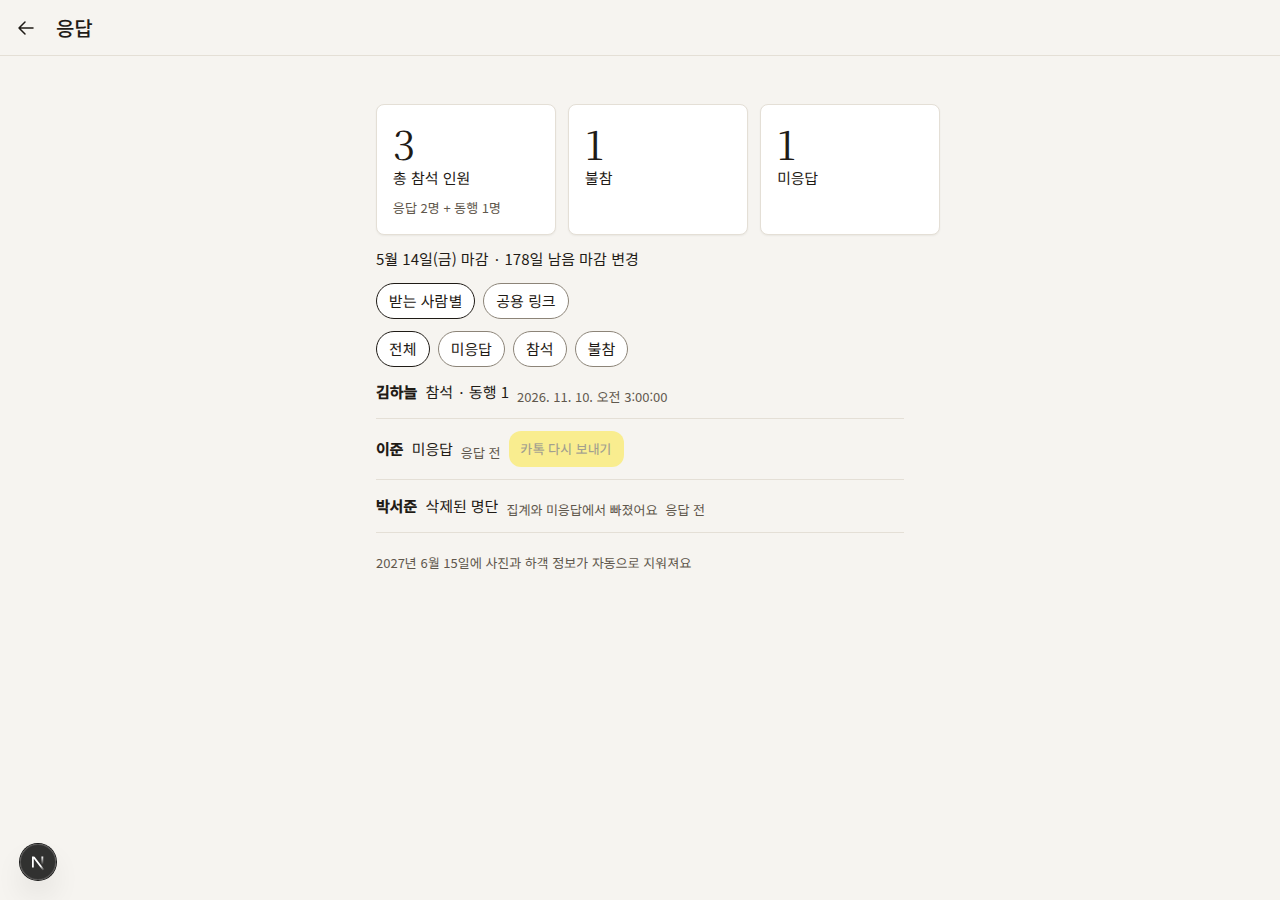 응답
3
총 참석 인원
응답 2명 + 동행 1명
1
불참
1
미응답
5월 14일(금) 마감 · 178일 남음 마감 변경
받는 사람별 공용 링크
전체 미응답 참석 불참
김하늘 참석 · 동행 1 2026. 11. 10. 오전 3:00:00
이준 미응답 응답 전 카톡 다시 보내기
박서준 삭제된 명단 집계와 미응답에서 빠졌어요 응답 전
2027년 6월 15일에 사진과 하객 정보가 자동으로 지워져요
N